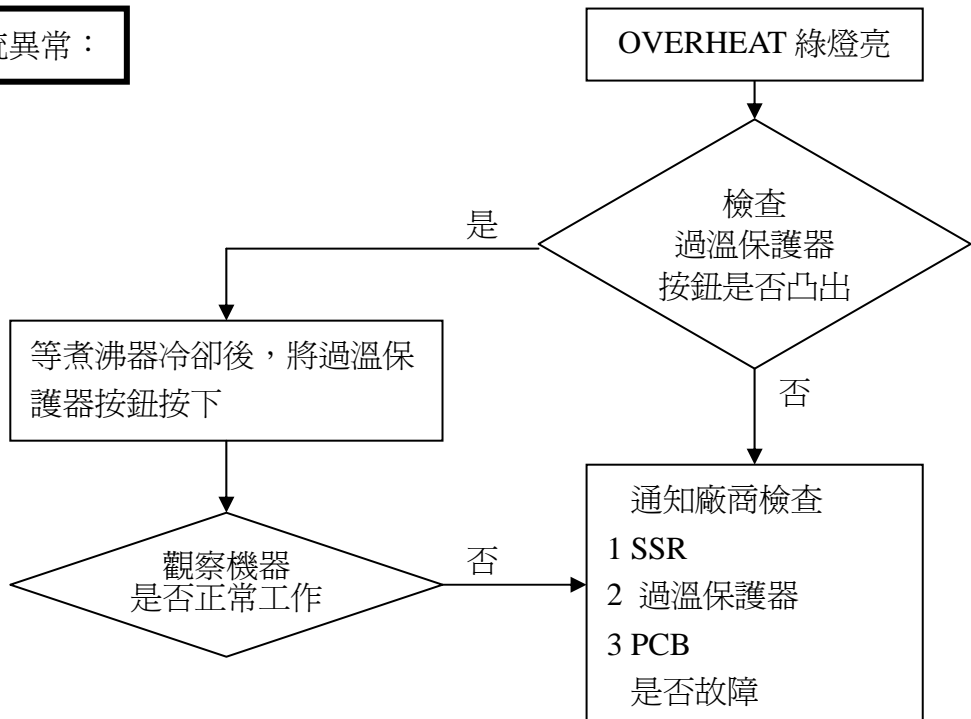 異常：
OVERHEAT 綠燈亮
檢查
過溫保護器
按鈕是否凸出
是
否
等煮沸器冷卻後，將過溫保
護器按鈕按下
觀察機器
是否正常工作
否
通知廠商檢查
1 SSR
2 過溫保護器
3 PCB
是否故障